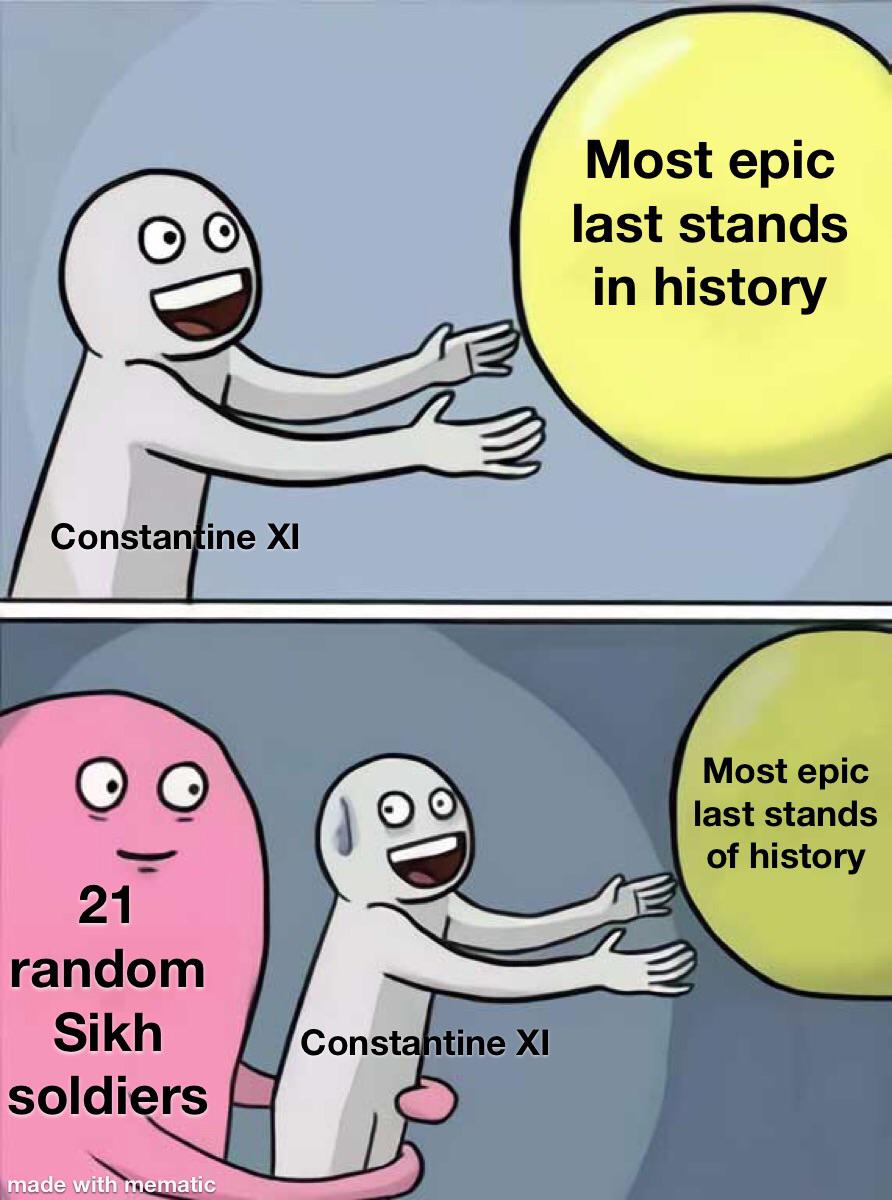 Most epic
last stands
in history
Constantine XI
Most epic
last stands
of history
21
random
Sikh
soldiers
Constantine XI
made with mematic